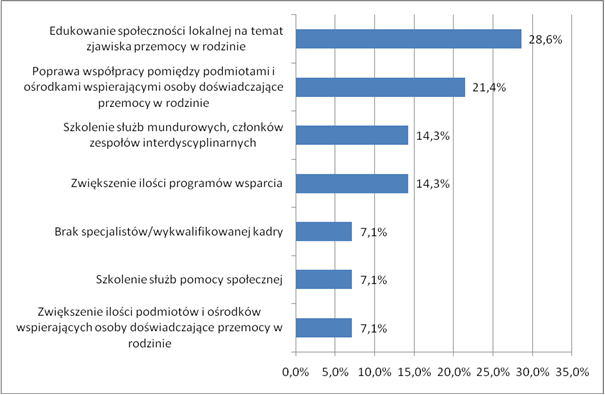 Edukowanie społeczności lokalnej na temat
zjawiska przemocy w rodzinie
28,6%
Poprawa współpracy pomiędzy podmiotami i
ośrodkami wspierającymi osoby doświadczające
przemocy w rodzinie
21,4%
Szkolenie służb mundurowych, członków
zespołów interdyscyplinarnych
14,3%
Zwiększenie ilości programów wsparcia
14,3%
Brak specjalistów/wykwalifikowanej kadry
7,1%
Szkolenie służb pomocy społecznej
7,1%
Zwiększenie ilości podmiotów i ośrodków
wspierających osoby doświadczające przemocy w
rodzinie
7,1%
0,0% 5,0% 10,0% 15,0% 20,0% 25,0% 30,0% 35,0%